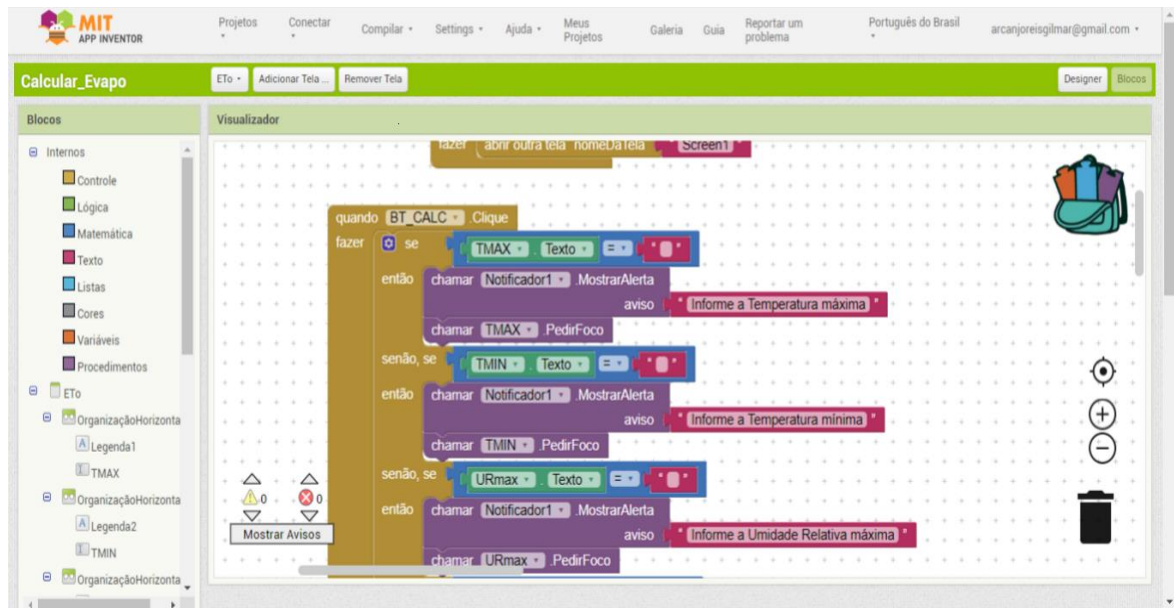 MIT
APP INVENTOR
Projetos
Conectar
Compilar
Settings
Ajuda
Meus
Projetos
Galeria
Guia
Reportar um
problema
Português do Brasil
arcanjoreisgilmar@gmail.com
Calcular_Evapo
ETo
Adicionar Tela ...
Remover Tela
Designer
Blocos
Blocos
Internos
Controle
Lógica
Matemática
Texto
Listas
Cores
Variáveis
Procedimentos
ETo
OrganizaçãoHorizonta
Legenda1
TMAX
OrganizaçãoHorizonta
Legenda2
TMIN
OrganizaçãoHorizonta
Visualizador
fazer abrir outra tela nomeDaTela " Screen1 "
quando BT_CALC .Clique
fazer se TMAX . Texto = " "
então chamar Notificador1 .MostrarAlerta
aviso " Informe a Temperatura máxima "
chamar TMAX .PedirFoco
senão, se TMIN . Texto = " "
então chamar Notificador1 .MostrarAlerta
aviso " Informe a Temperatura mínima "
chamar TMIN .PedirFoco
senão, se URmax . Texto = " "
então chamar Notificador1 .MostrarAlerta
aviso " Informe a Umidade Relativa máxima "
chamar URmax .PedirFoco
0 0
Mostrar Avisos